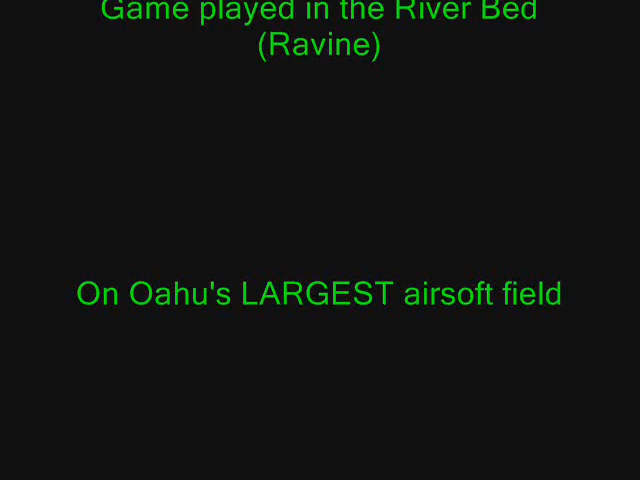 Game played in the River Bed
(Ravine)
On Oahu's LARGEST airsoft field